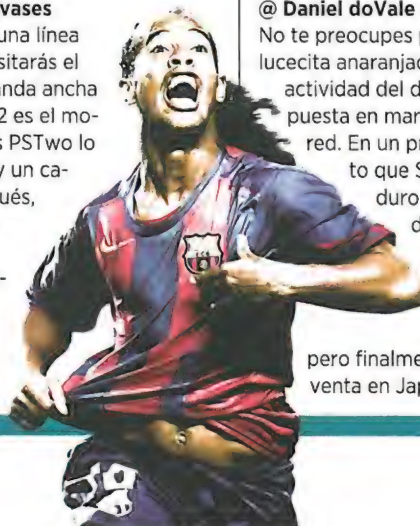 vases
una línea
sitarás el
anda ancha
2 es el mo-
s PSTwo lo
y un ca-
ués,
-
@ Daniel doVale
No te preocupes p
lucecita anaranjad
actividad del d
puesta en mar
red. En un pr
to que S
duro
d
pero finalme
venta en Jap